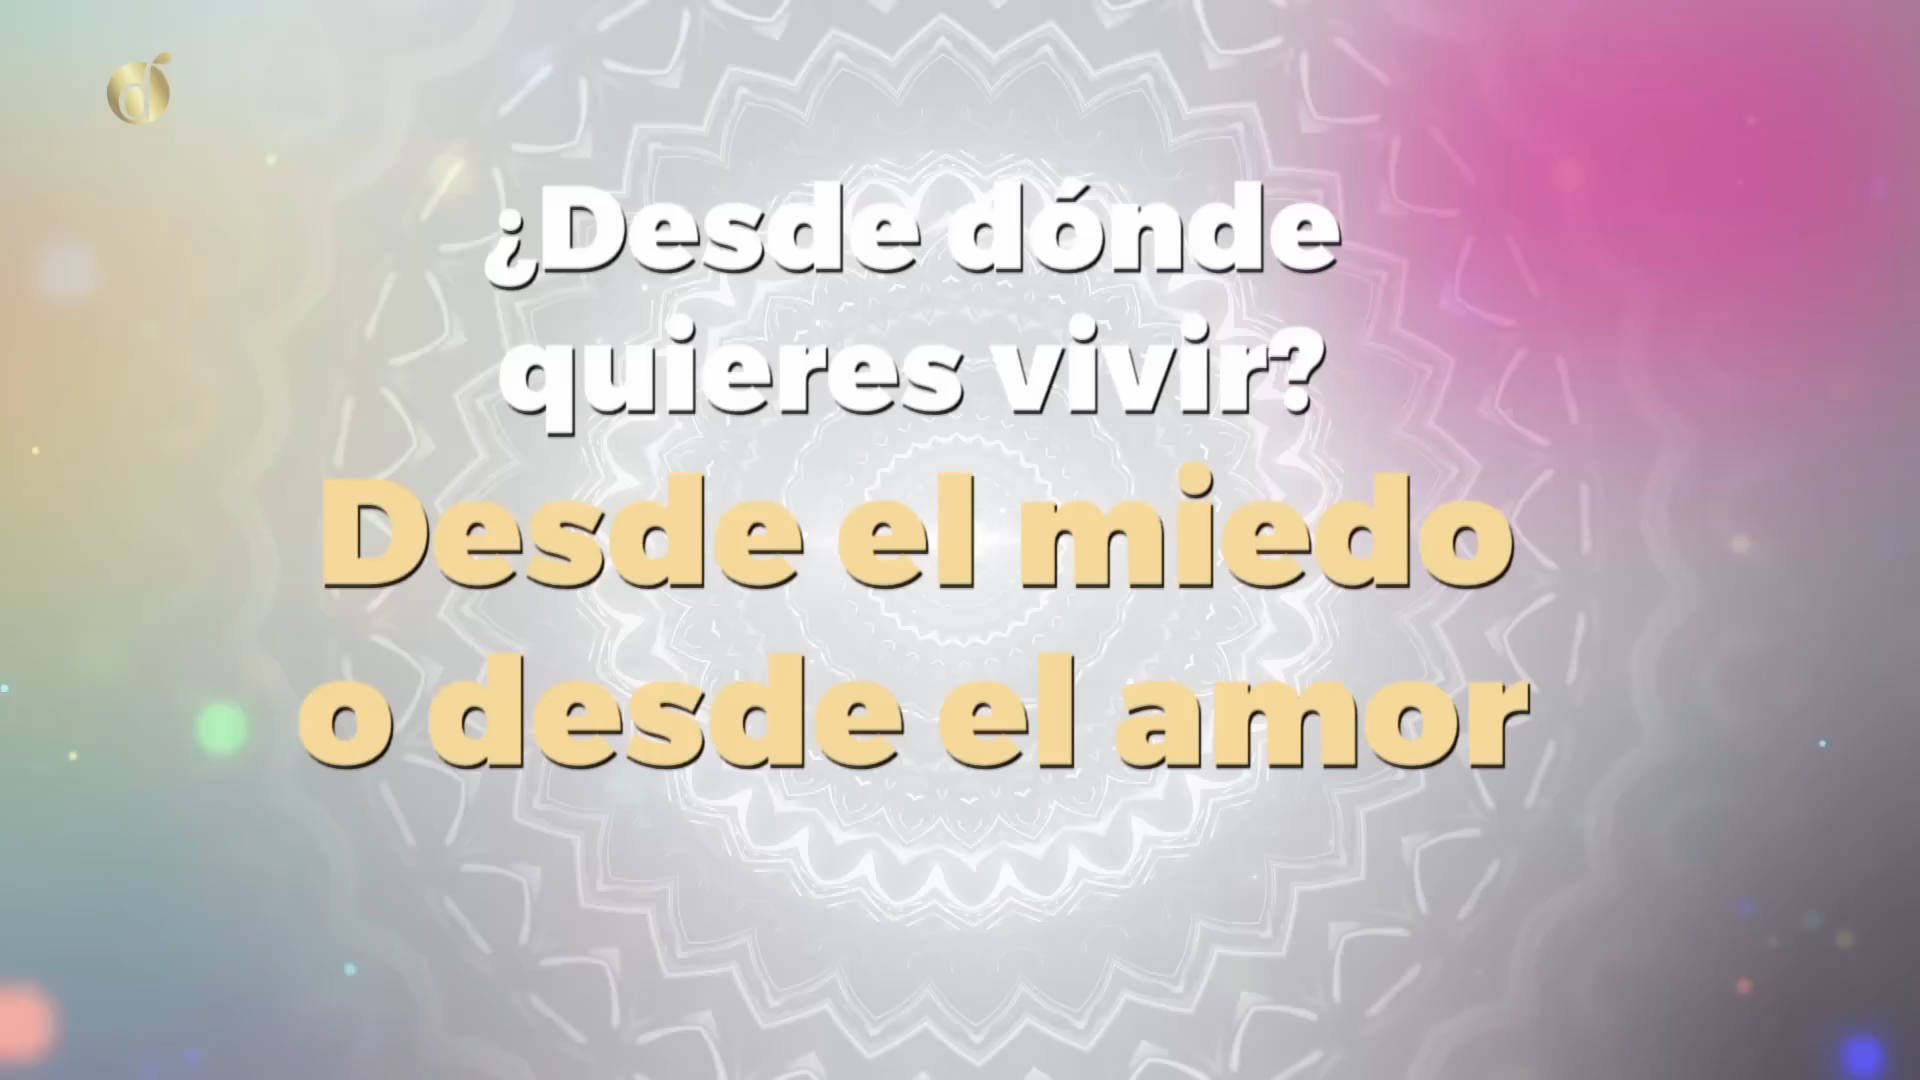 ¿Desde dónde
quieres vivir?
Desde el miedo
o desde el amor